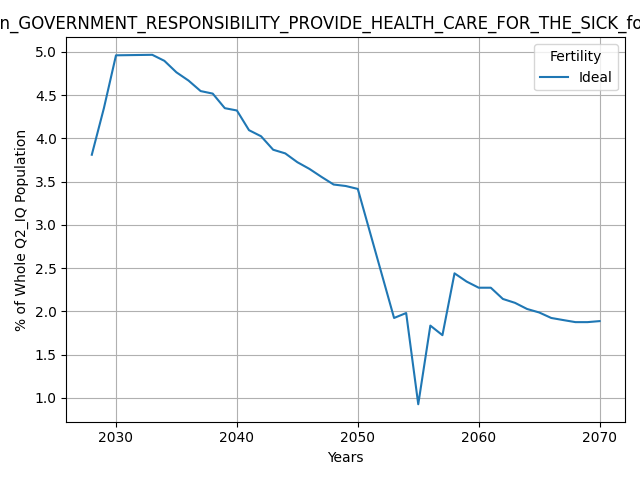 n_GOVERNMENT_RESPONSIBILITY_PROVIDE_HEALTH_CARE_FOR_THE_SICK_fo
Fertility
Ideal
% of Whole Q2_IQ Population
5.0
4.5
4.0
3.5
3.0
2.5
2.0
1.5
1.0
2030 2040 2050 2060 2070
Years